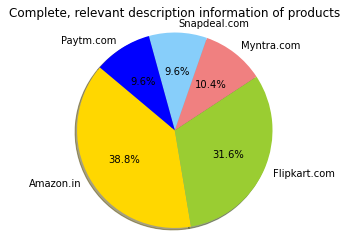 Complete, relevant description information of products
Snapdeal.com
Paytm.com
Myntra.com
9.6%
9.6%
10.4%
38.8%
31.6%
Amazon.in
Flipkart.com